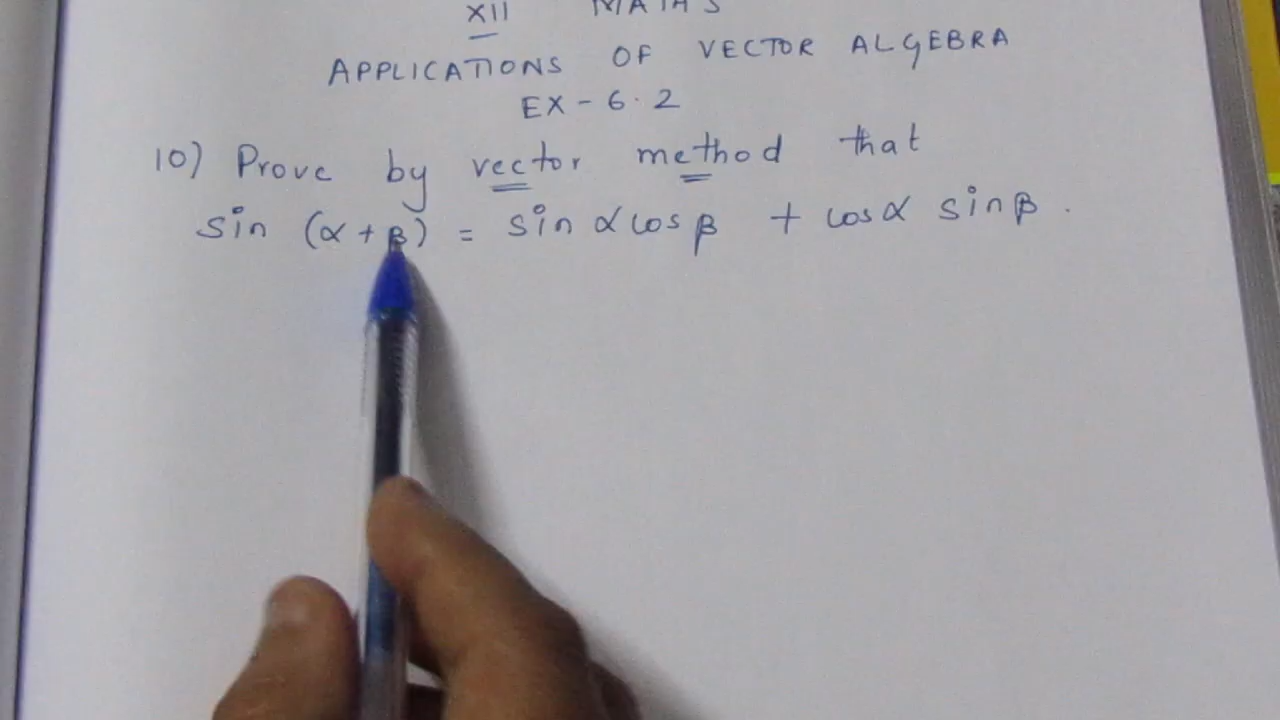 XII MATHS
APPLICATIONS OF VECTOR ALGEBRA
EX - 6.2
10) Prove by vector method that
sin (α + β) = sin α cos β + cos α sin β .